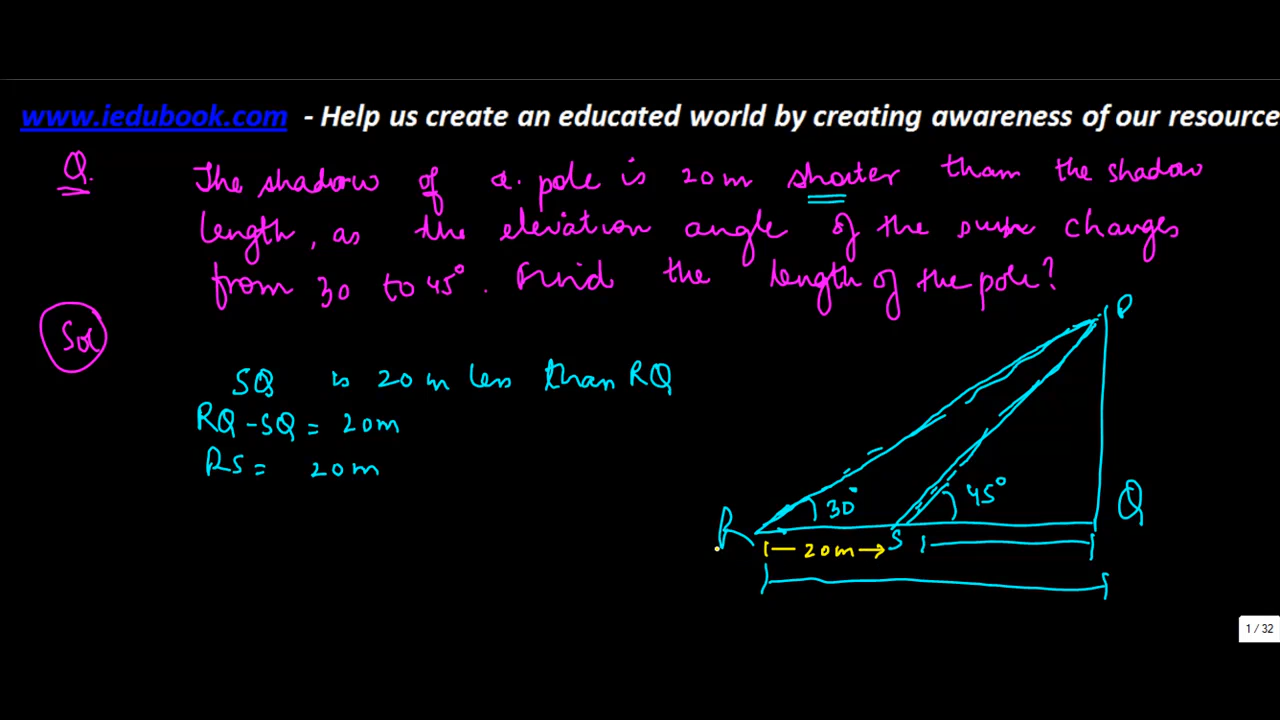 www.iedubook.com - Help us create an educated world by creating awareness of our resource
Q. The shadow of a. pole is 20m shorter than the shadow
length, as the elevation angle of the sun changes
from 30 to 45°. Find the length of the pole?
Sol
SQ is 20m less than RQ
RQ - SQ = 20m
RS = 20m
P
30°
45°
Q
R
S
20m
1 / 32